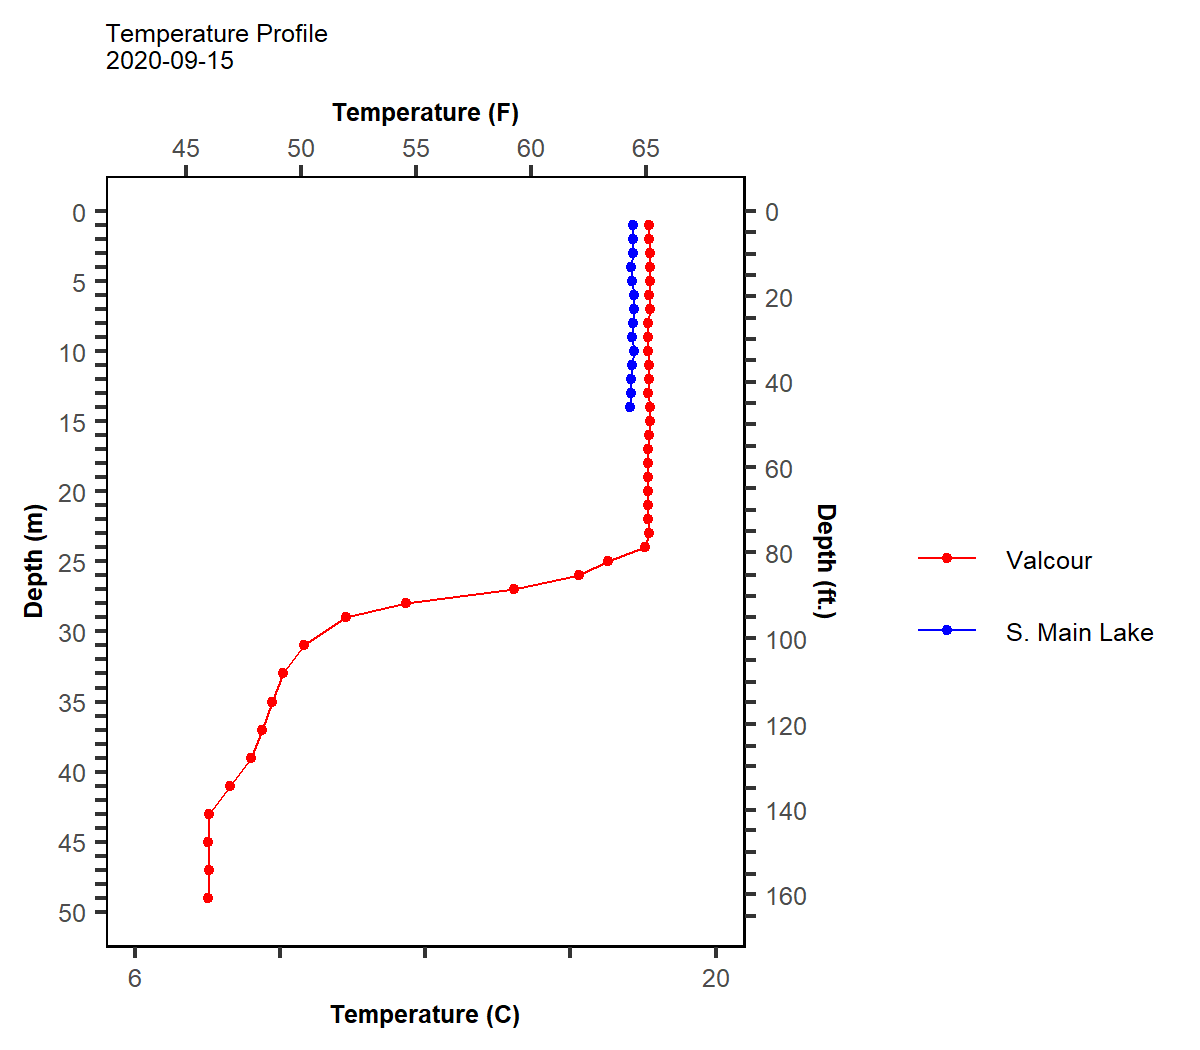 Temperature Profile
2020-09-15
Temperature (F)
45 50 55 60 65
0 0
5
20
10
40
15
60
20
Depth (m) Depth (ft.)
25 80
Valcour
30 100
S. Main Lake
35
120
40
140
45
160
50
6 20
Temperature (C)